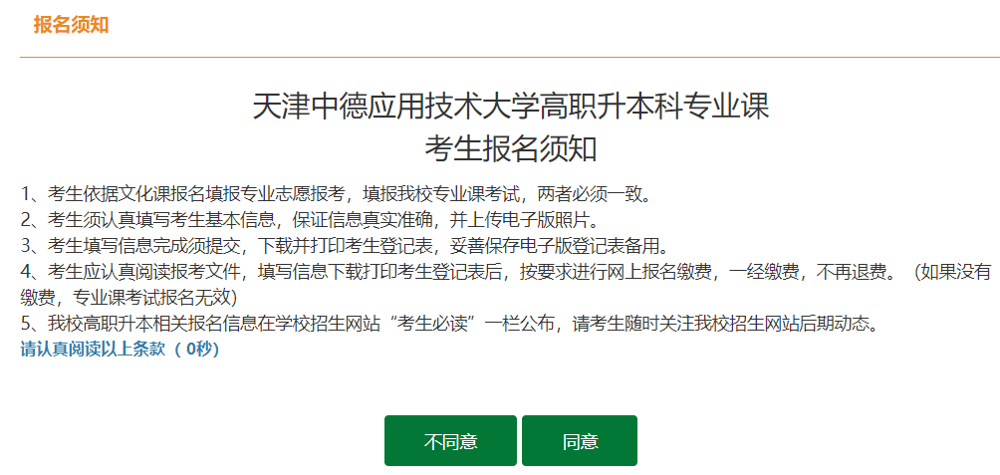 报名须知
天津中德应用技术大学高职升本科专业课
考生报名须知
1、考生依据文化课报名填报专业志愿报考，填报我校专业课考试，两者必须一致。
2、考生须认真填写考生基本信息，保证信息真实准确，并上传电子版照片。
3、考生填写信息完成须提交，下载并打印考生登记表，妥善保存电子版登记表备用。
4、考生应认真阅读报考文件，填写信息下载打印考生登记表后，按要求进行网上报名缴费，一经缴费，不再退费。（如果没有
缴费，专业课考试报名无效）
5、我校高职升本相关报名信息在学校招生网站“考生必读”一栏公布，请考生随时关注我校招生网站后期动态。
请认真阅读以上条款（ 0秒）
不同意 同意